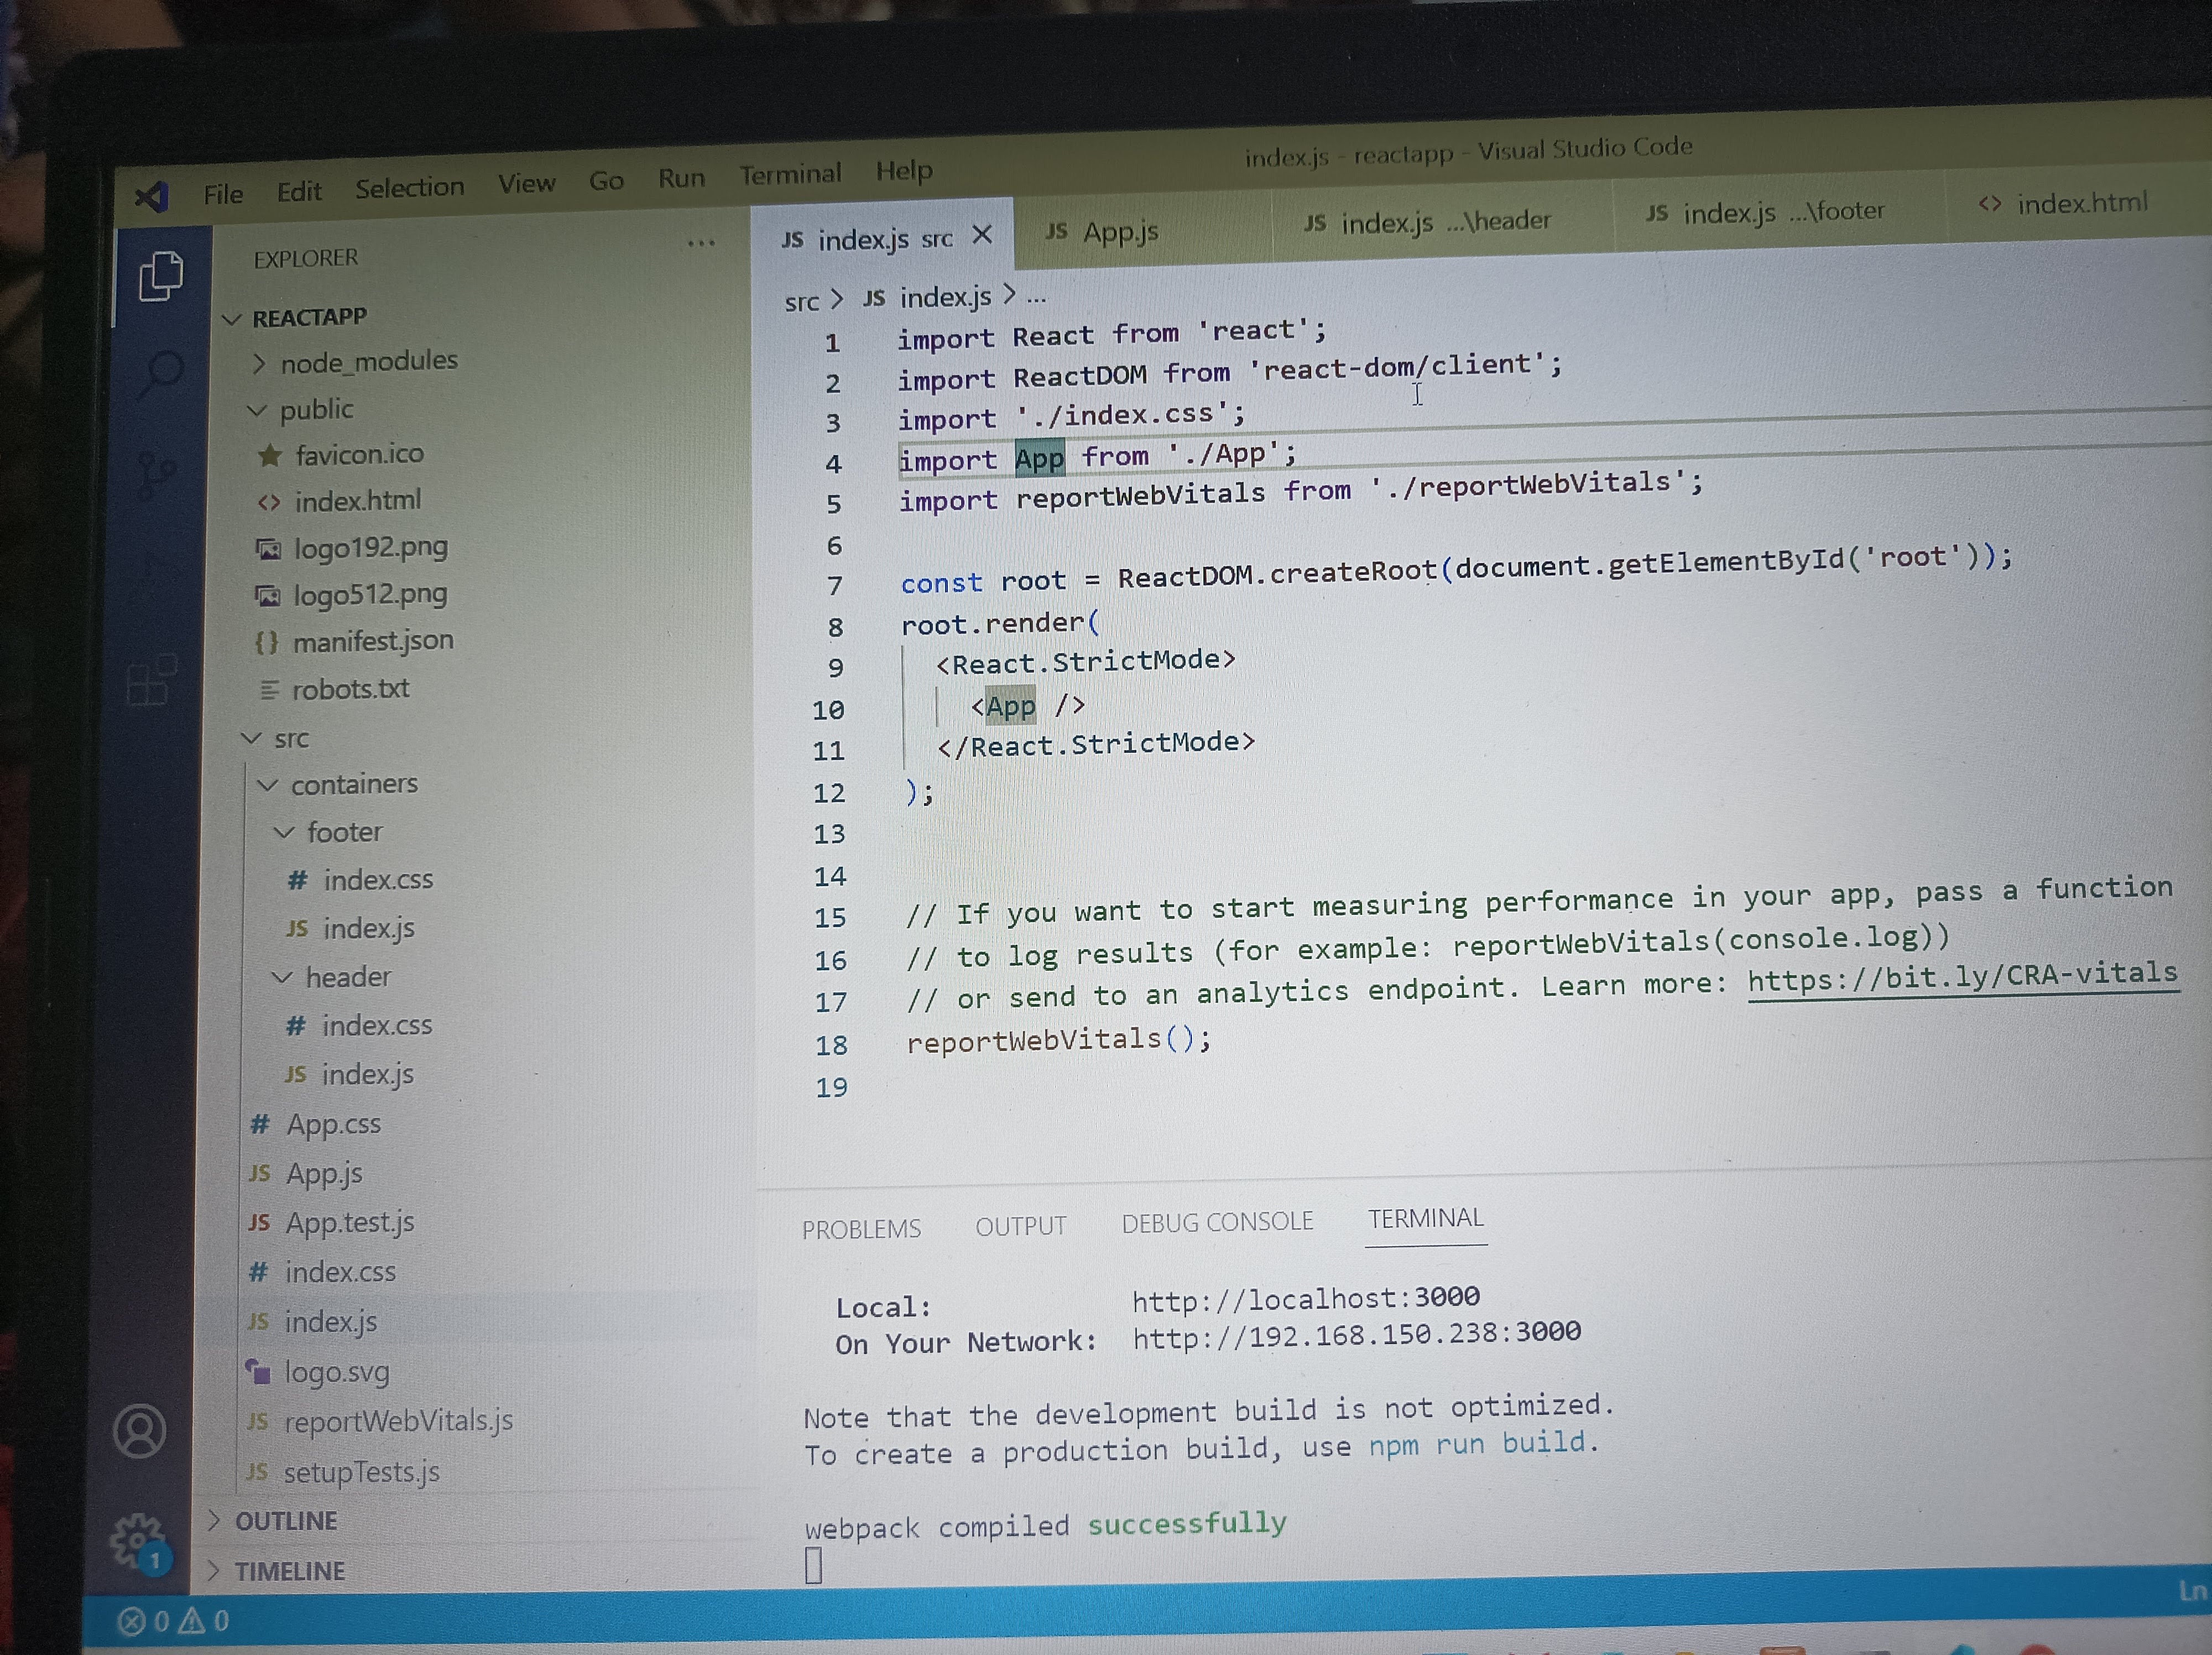 File Edit Selection View Go Run Terminal Help index.js - reactapp - Visual Studio Code
EXPLORER ...
REACTAPP
node_modules
public
favicon.ico
<> index.html
logo192.png
logo512.png
{} manifest.json
robots.txt
src
containers
footer
# index.css
JS index.js
header
# index.css
JS index.js
# App.css
JS App.js
JS App.test.js
# index.css
JS index.js
logo.svg
JS reportWebVitals.js
JS setupTests.js
OUTLINE
TIMELINE
1
JS index.js src X JS App.js JS index.js ...\header JS index.js ...\footer <> index.html
src > JS index.js > ...
1 import React from 'react';
2 import ReactDOM from 'react-dom/client';
3 import './index.css';
4 import App from './App';
5 import reportWebVitals from './reportWebVitals';
6
7 const root = ReactDOM.createRoot(document.getElementById('root'));
8 root.render(
9 <React.StrictMode>
10 <App />
11 </React.StrictMode>
12 );
13
14
15 // If you want to start measuring performance in your app, pass a function
16 // to log results (for example: reportWebVitals(console.log))
17 // or send to an analytics endpoint. Learn more: https://bit.ly/CRA-vitals
18 reportWebVitals();
19
PROBLEMS OUTPUT DEBUG CONSOLE TERMINAL
Local: http://localhost:3000
On Your Network: http://192.168.150.238:3000
Note that the development build is not optimized.
To create a production build, use npm run build.
webpack compiled successfully
0 0 Ln